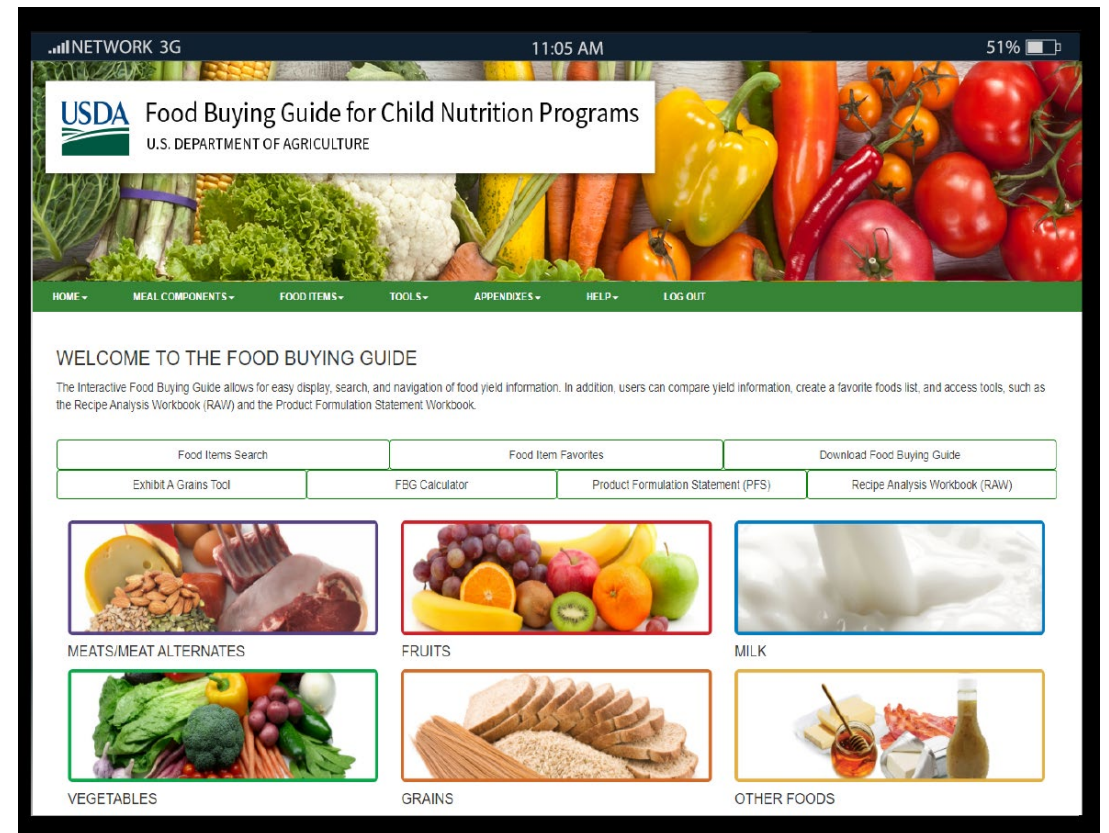 NETWORK 3G
11:05 AM
51%
USDA
Food Buying Guide for Child Nutrition Programs
U.S. DEPARTMENT OF AGRICULTURE
HOME
MEAL COMPONENTS
FOOD ITEMS
TOOLS
APPENDIXES
HELP
LOG OUT
WELCOME TO THE FOOD BUYING GUIDE
The Interactive Food Buying Guide allows for easy display, search, and navigation of food yield information. In addition, users can compare yield information, create a favorite foods list, and access tools, such as
the Recipe Analysis Workbook (RAW) and the Product Formulation Statement Workbook.
Food Items Search
Food Item Favorites
Download Food Buying Guide
Exhibit A Grains Tool
FBG Calculator
Product Formulation Statement (PFS)
Recipe Analysis Workbook (RAW)
MEATS/MEAT ALTERNATES
FRUITS
MILK
VEGETABLES
GRAINS
OTHER FOODS